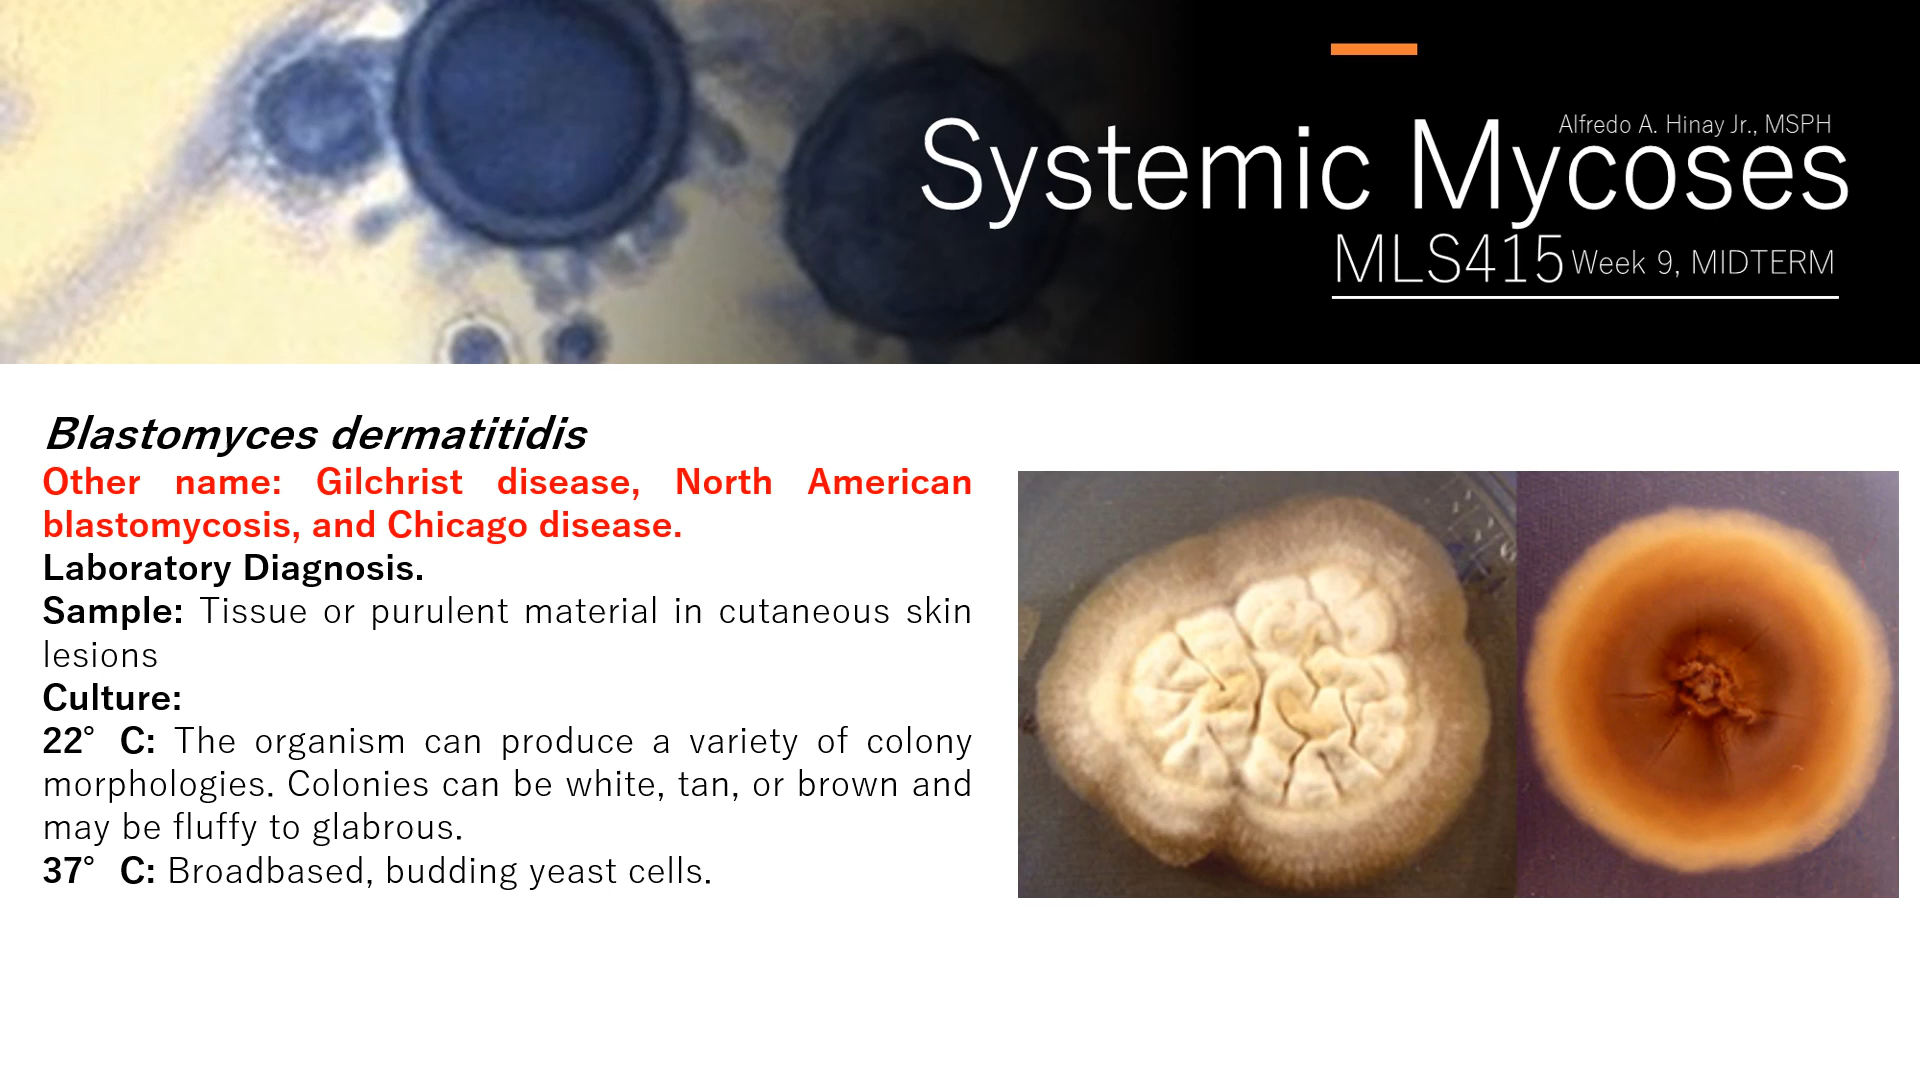 Alfredo A. Hinay Jr., MSPH
Systemic Mycoses
MLS415 Week 9, MIDTERM
Blastomyces dermatitidis
Other name: Gilchrist disease, North American
blastomycosis, and Chicago disease.
Laboratory Diagnosis.
Sample: Tissue or purulent material in cutaneous skin
lesions
Culture:
22° C: The organism can produce a variety of colony
morphologies. Colonies can be white, tan, or brown and
may be fluffy to glabrous.
37° C: Broadbased, budding yeast cells.